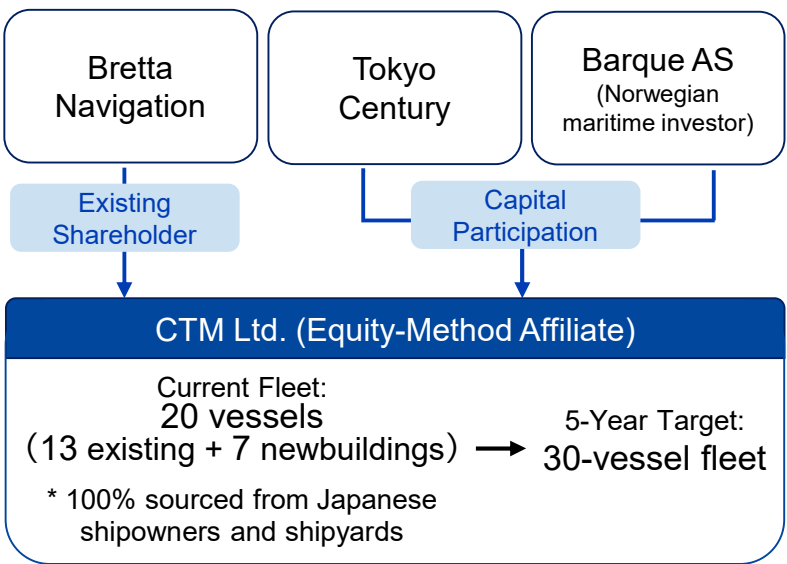 Bretta
Navigation
Tokyo
Century
Barque AS
(Norwegian
maritime investor)
Existing
Shareholder
Capital
Participation
CTM Ltd. (Equity-Method Affiliate)
Current Fleet:
20 vessels
（13 existing + 7 newbuildings）
5-Year Target:
30-vessel fleet
* 100% sourced from Japanese
shipowners and shipyards